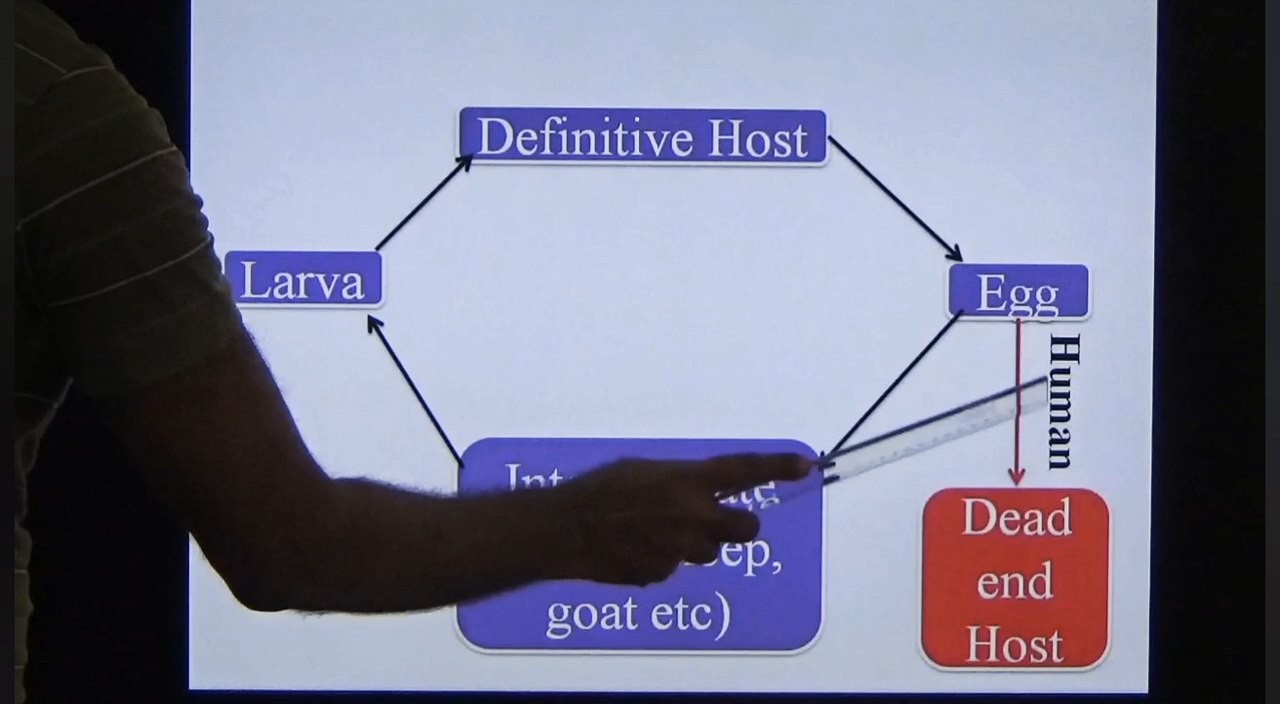 Definitive Host
Larva
Egg
Human
goat etc)
Dead
end
Host